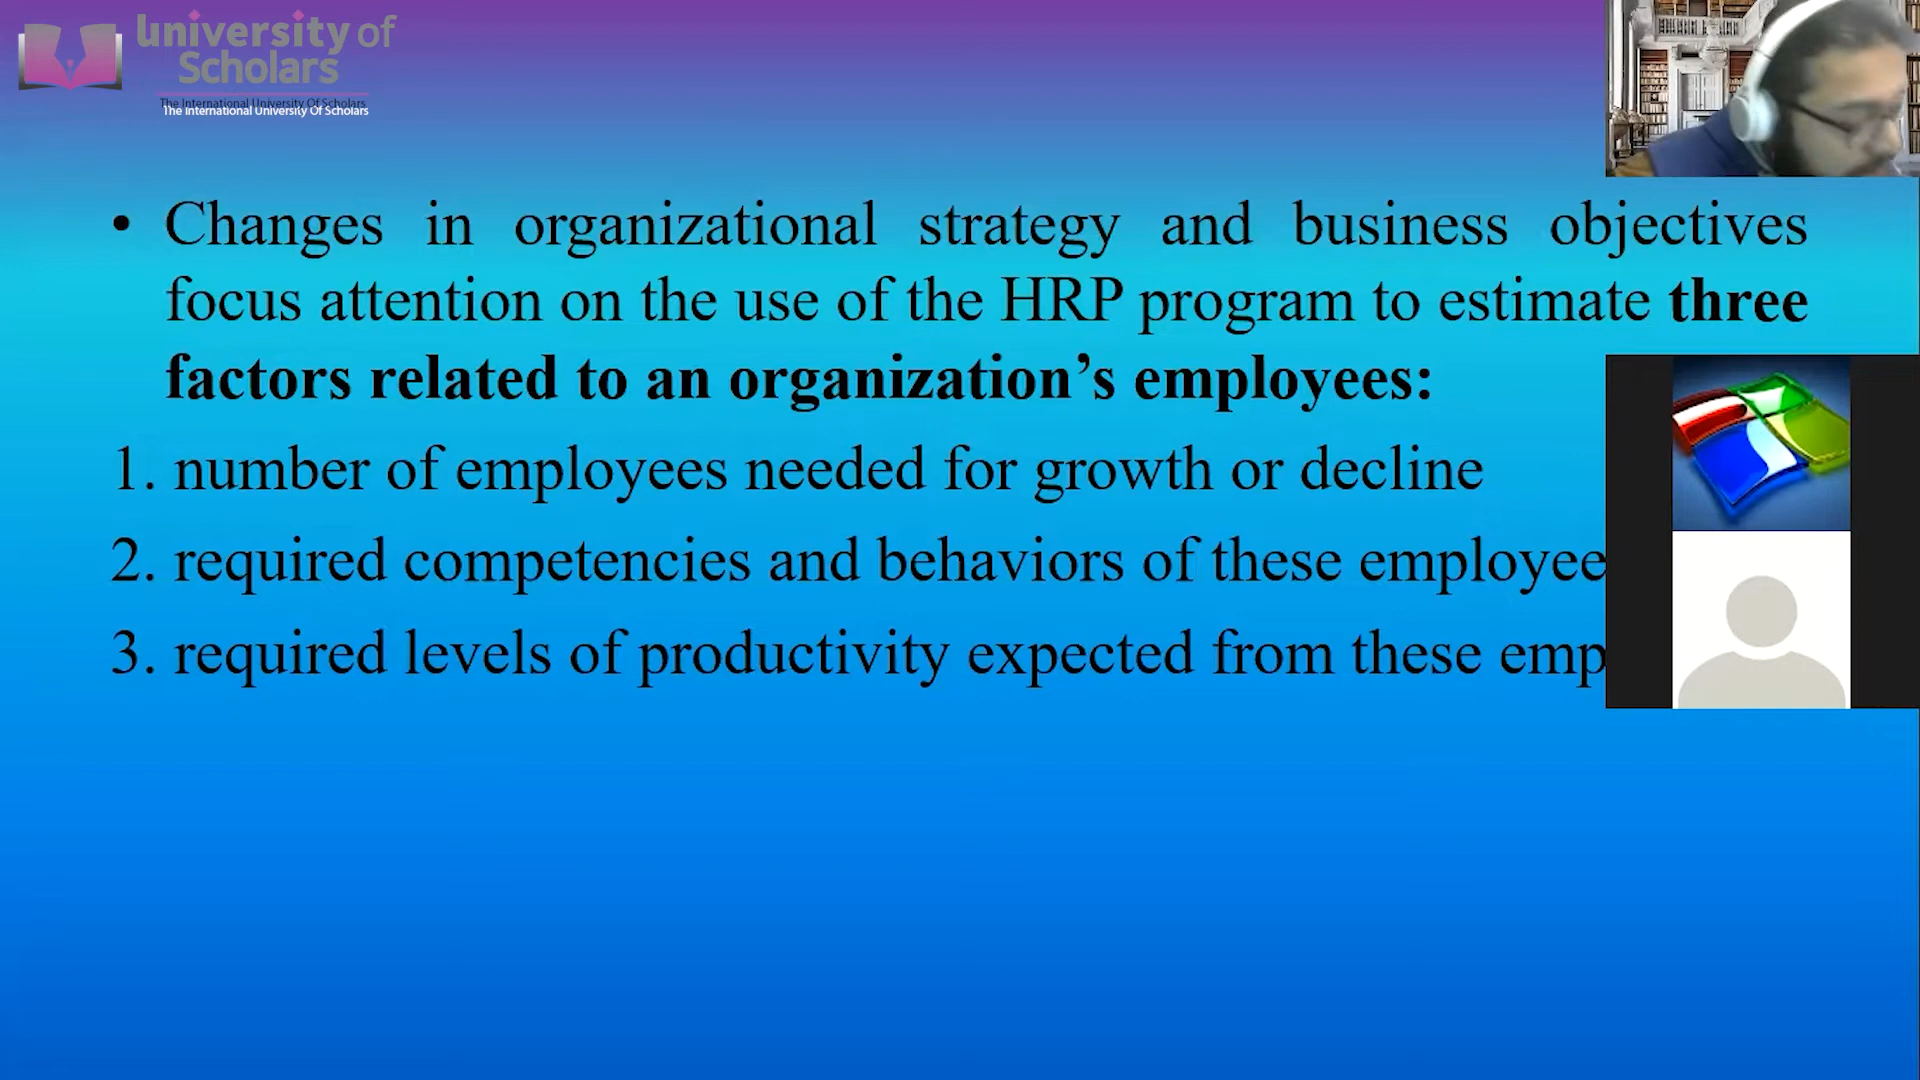 University of
Scholars
The International University Of Scholars
The International University Of Scholars
• Changes in organizational strategy and business objectives
focus attention on the use of the HRP program to estimate three
factors related to an organization’s employees:
1. number of employees needed for growth or decline
2. required competencies and behaviors of these employee
3. required levels of productivity expected from these emp